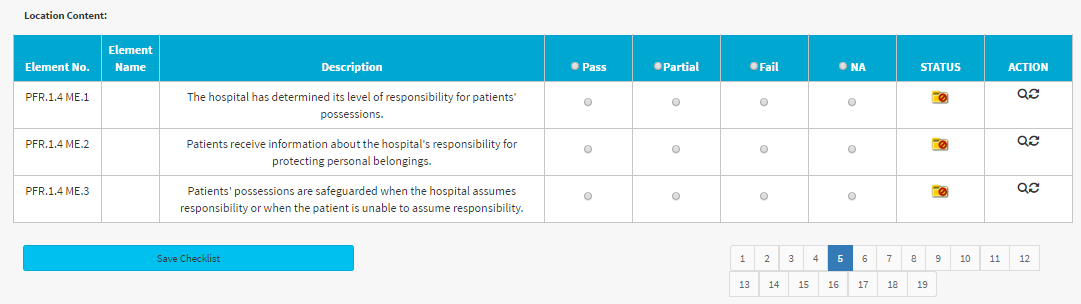 Location Content:
Element No. Element Name Description Pass Partial Fail NA STATUS ACTION
PFR.1.4 ME.1 The hospital has determined its level of responsibility for patients'
possessions.
PFR.1.4 ME.2 Patients receive information about the hospital's responsibility for
protecting personal belongings.
PFR.1.4 ME.3 Patients' possessions are safeguarded when the hospital assumes
responsibility or when the patient is unable to assume responsibility.
Save Checklist 1 2 3 4 5 6 7 8 9 10 11 12
13 14 15 16 17 18 19